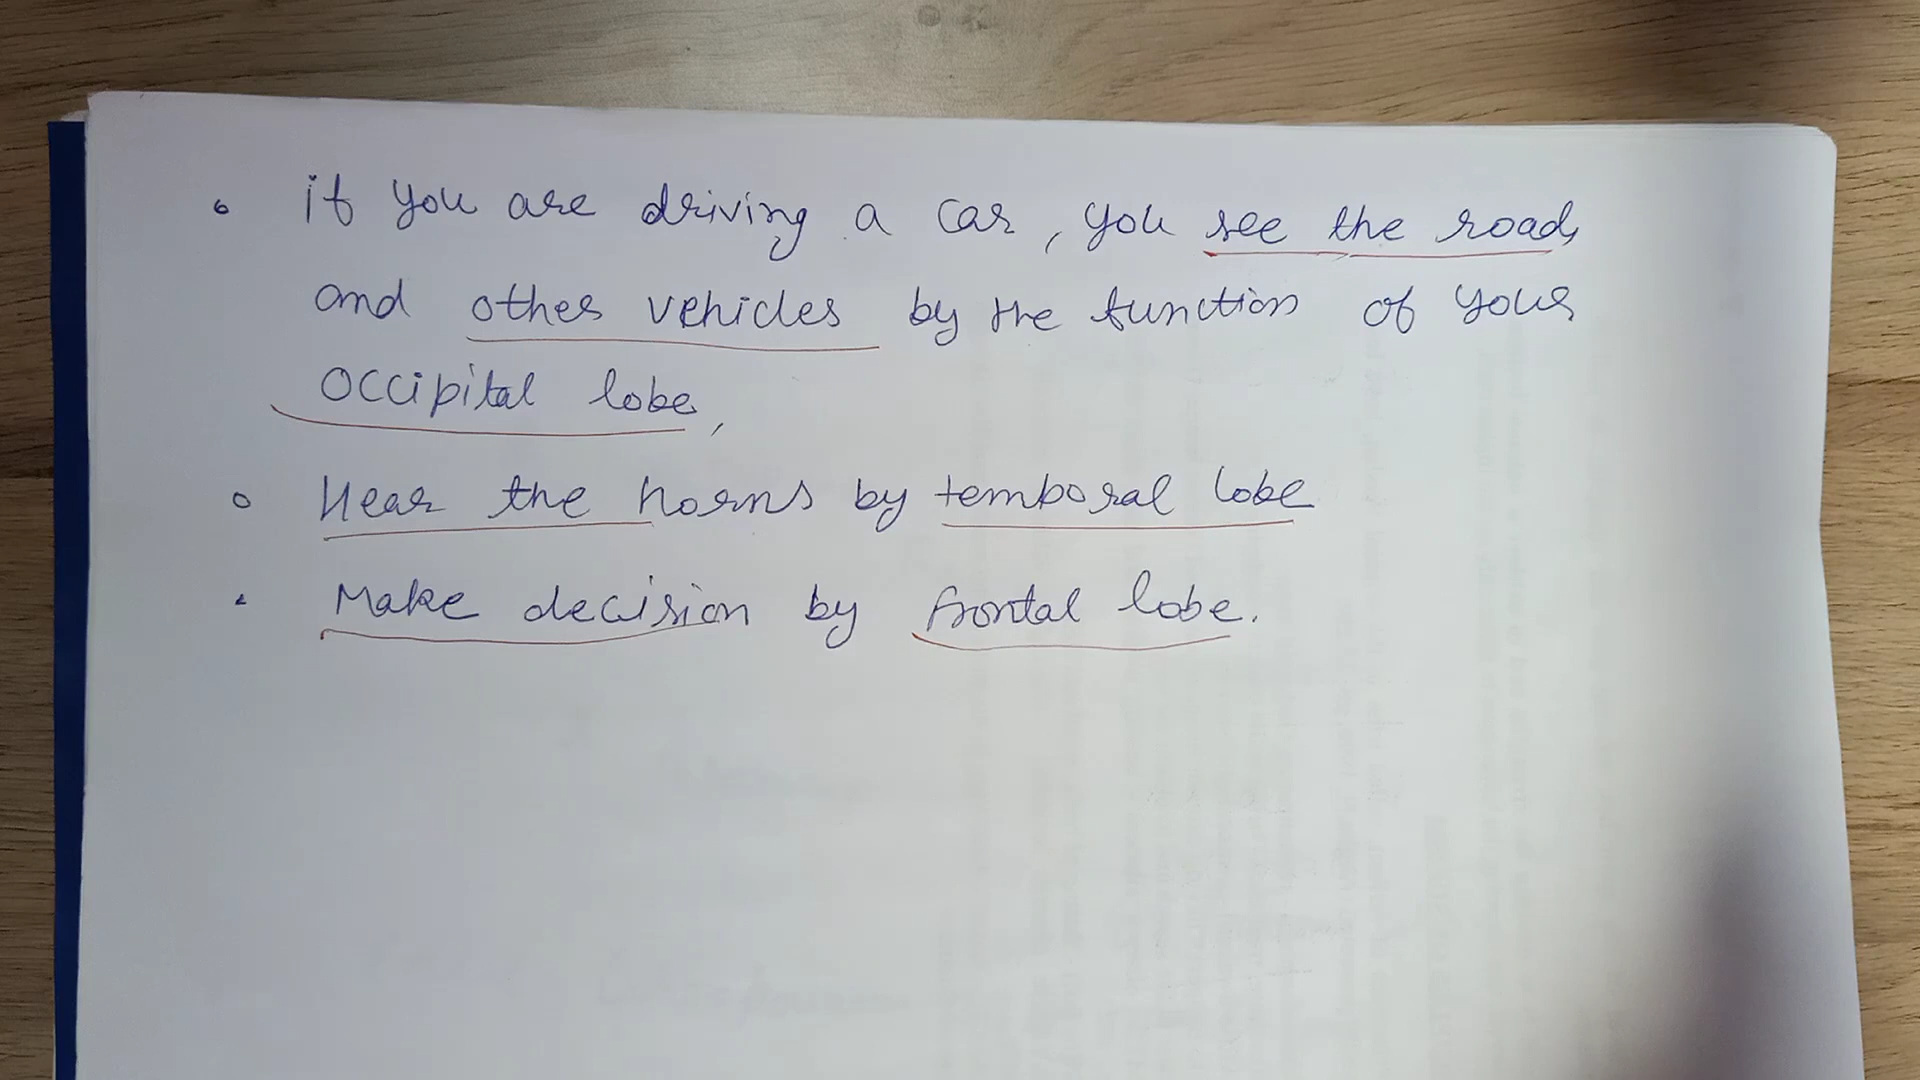 • if you are driving a car, you see the road,
and other vehicles by the function of your
occipital lobe,
• Hear the horns by temporal lobe
• Make decision by frontal lobe.